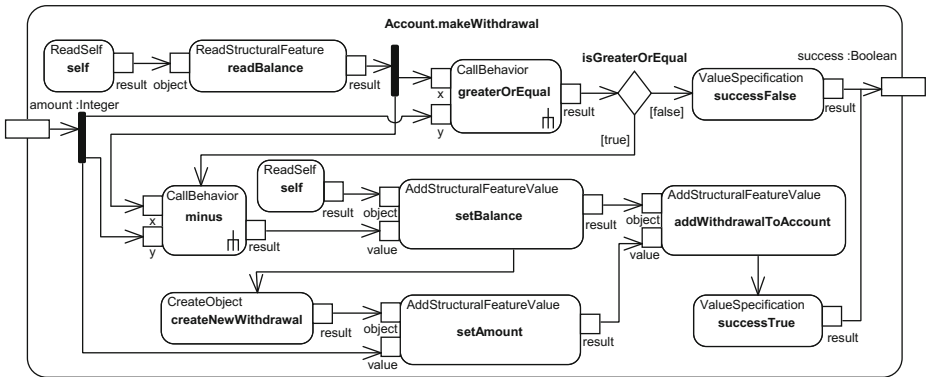 Account.makeWithdrawal
ReadSelf
self
result
object
ReadStructuralFeature
readBalance
result
isGreaterOrEqual
success :Boolean
amount :Integer
x
y
CallBehavior
greaterOrEqual
result
[false]
[true]
ValueSpecification
successFalse
result
ReadSelf
self
result
x
y
CallBehavior
minus
result
object
value
AddStructuralFeatureValue
setBalance
result
object
value
AddStructuralFeatureValue
addWithdrawalToAccount
CreateObject
createNewWithdrawal
result
object
value
AddStructuralFeatureValue
setAmount
result
ValueSpecification
successTrue
result